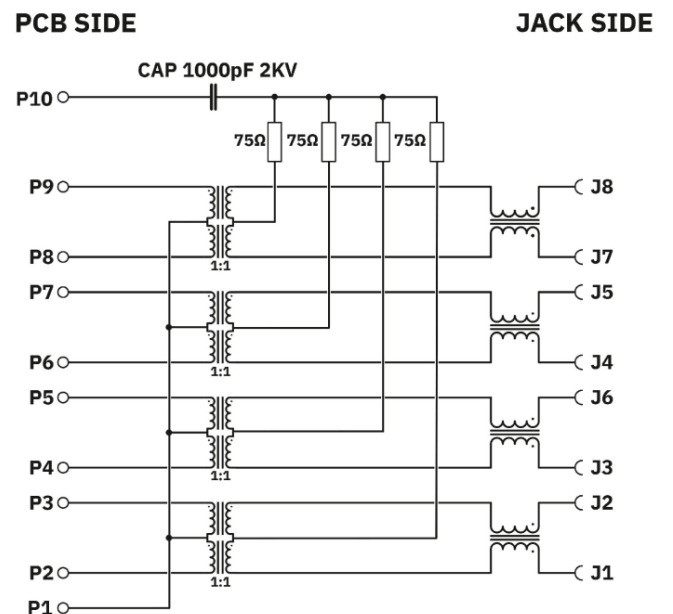 PCB SIDE JACK SIDE
CAP 1000pF 2KV
P10
75Ω 75Ω 75Ω 75Ω
P9 J8
P8 J7
1:1
P7 J5
P6 J4
1:1
P5 J6
P4 J3
1:1
P3 J2
P2 J1
1:1
P1